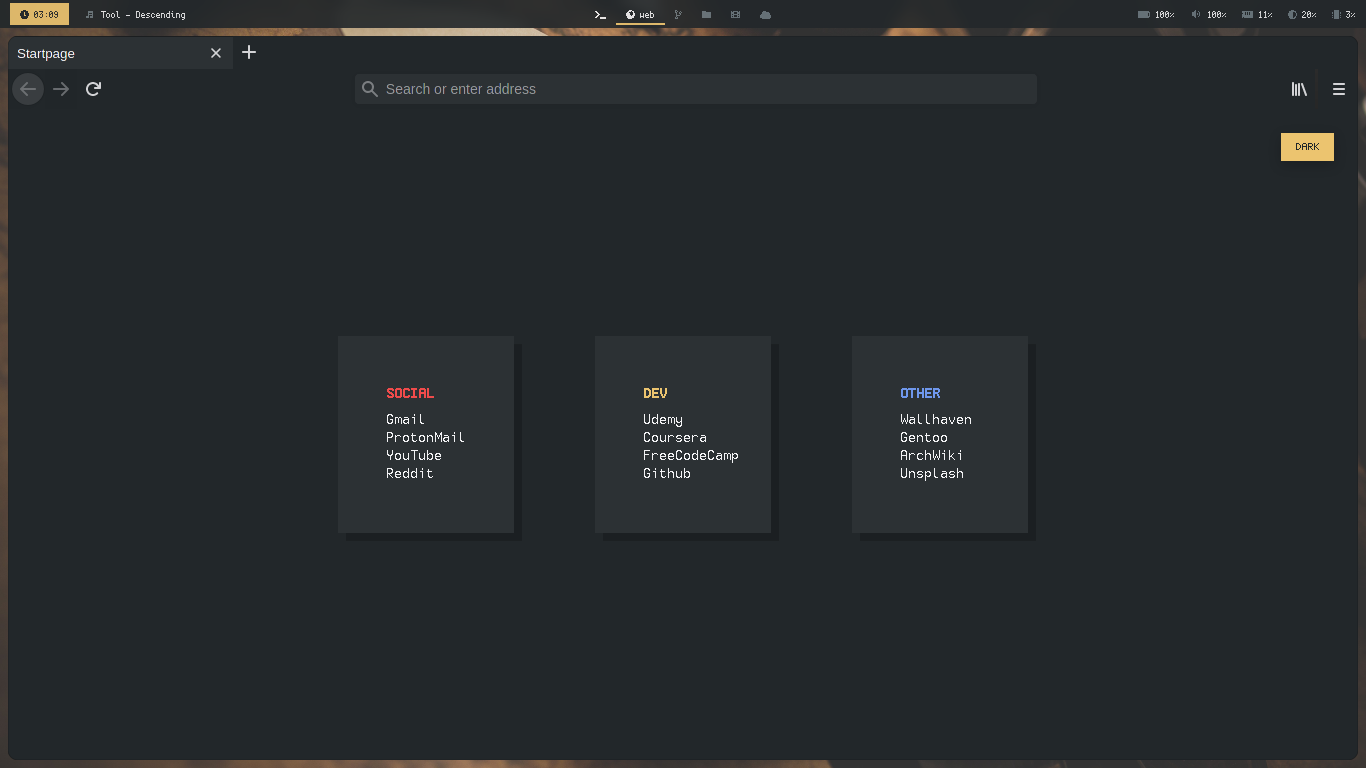 03:09 Tool - Descending web 100% 100% 11% 20% 3%
Startpage
Search or enter address
DARK
SOCIAL
Gmail
ProtonMail
YouTube
Reddit
DEV
Udemy
Coursera
FreeCodeCamp
Github
OTHER
Wallhaven
Gentoo
ArchWiki
Unsplash